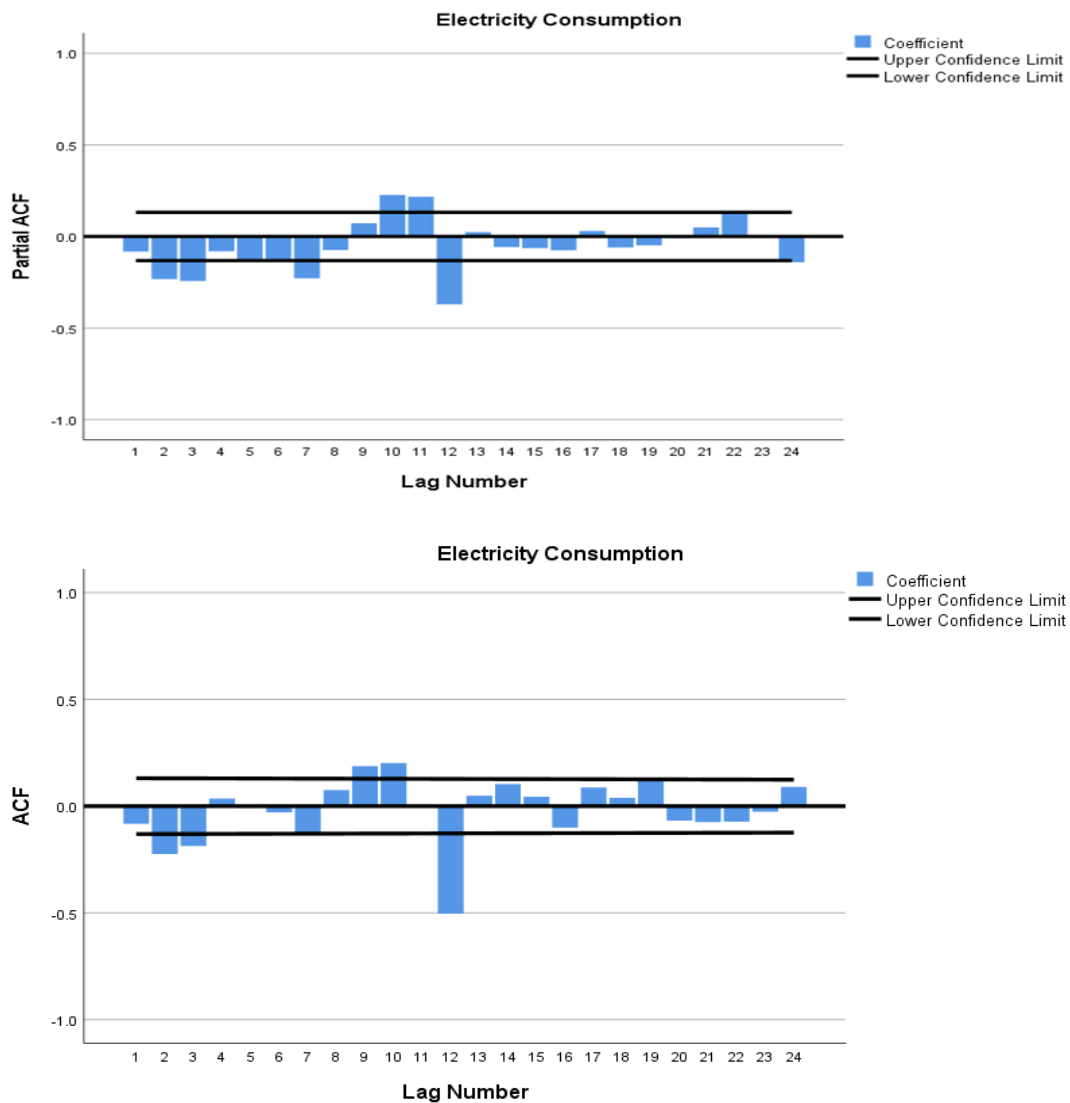 Electricity Consumption
Coefficient
Upper Confidence Limit
Lower Confidence Limit
1.0
0.5
0.0
-0.5
-1.0
Partial ACF
1 2 3 4 5 6 7 8 9 10 11 12 13 14 15 16 17 18 19 20 21 22 23 24
Lag Number
Electricity Consumption
Coefficient
Upper Confidence Limit
Lower Confidence Limit
1.0
0.5
0.0
-0.5
-1.0
ACF
1 2 3 4 5 6 7 8 9 10 11 12 13 14 15 16 17 18 19 20 21 22 23 24
Lag Number